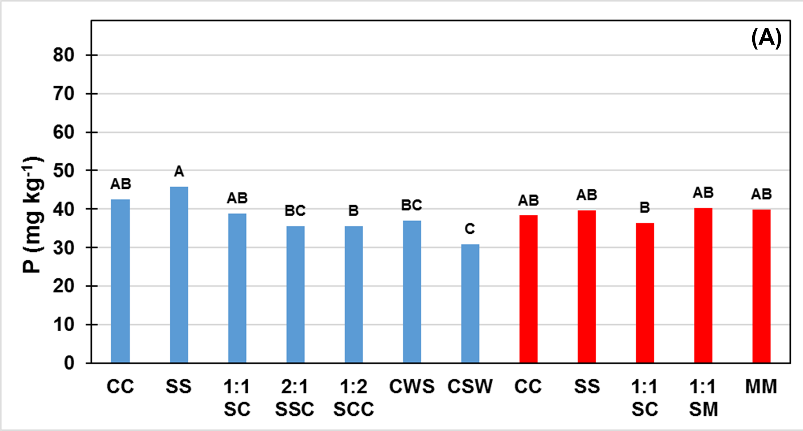 (A)
P (mg kg-1)
80
70
60
50
40
30
20
10
0
AB
A
AB
BC
B
BC
C
AB
AB
B
AB
AB
CC SS 1:1 2:1 1:2 CWS CSW CC SS 1:1 1:1 MM
SC SSC SCC SC SM